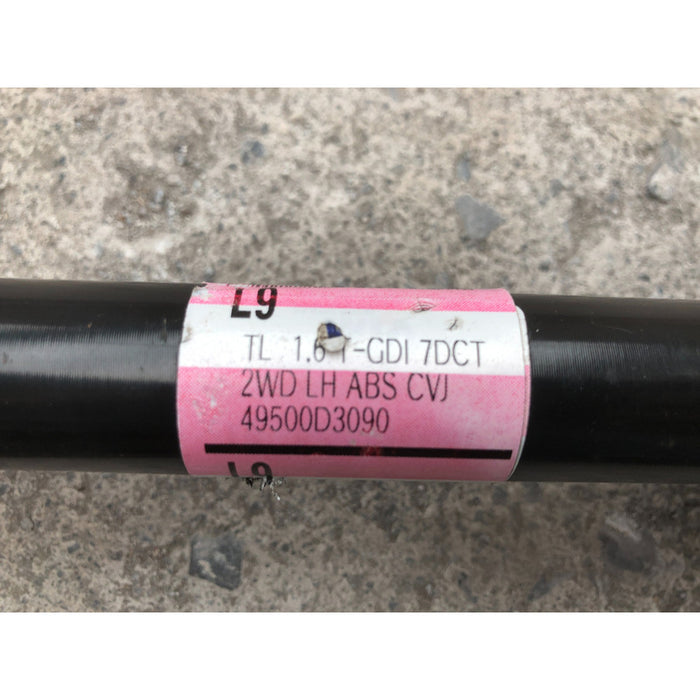 L9
TL 1.6 T-GDI 7DCT
2WD LH ABS CVJ
49500D3090
L9